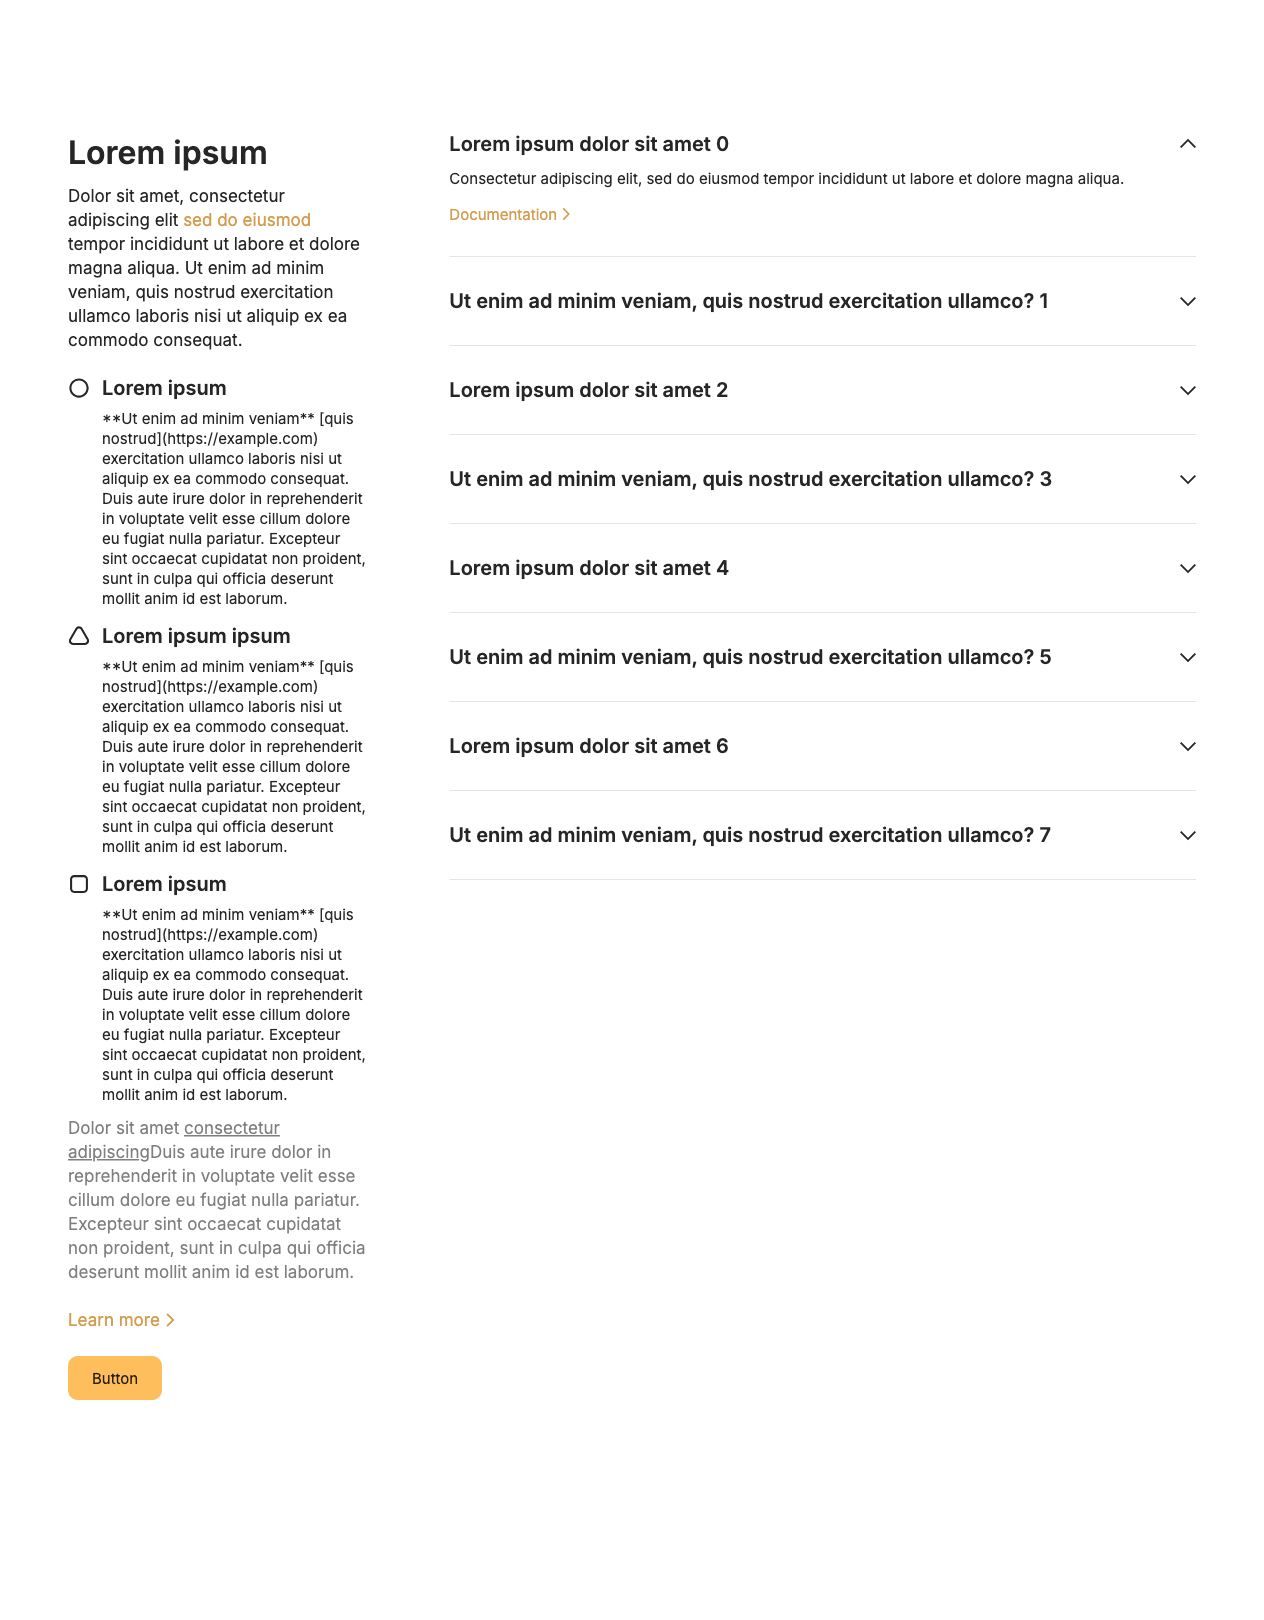 Lorem ipsum
Dolor sit amet, consectetur
adipiscing elit sed do eiusmod
tempor incididunt ut labore et dolore
magna aliqua. Ut enim ad minim
veniam, quis nostrud exercitation
ullamco laboris nisi ut aliquip ex ea
commodo consequat.
Lorem ipsum
**Ut enim ad minim veniam** [quis
nostrud](https://example.com)
exercitation ullamco laboris nisi ut
aliquip ex ea commodo consequat.
Duis aute irure dolor in reprehenderit
in voluptate velit esse cillum dolore
eu fugiat nulla pariatur. Excepteur
sint occaecat cupidatat non proident,
sunt in culpa qui officia deserunt
mollit anim id est laborum.
Lorem ipsum ipsum
**Ut enim ad minim veniam** [quis
nostrud](https://example.com)
exercitation ullamco laboris nisi ut
aliquip ex ea commodo consequat.
Duis aute irure dolor in reprehenderit
in voluptate velit esse cillum dolore
eu fugiat nulla pariatur. Excepteur
sint occaecat cupidatat non proident,
sunt in culpa qui officia deserunt
mollit anim id est laborum.
Lorem ipsum
**Ut enim ad minim veniam** [quis
nostrud](https://example.com)
exercitation ullamco laboris nisi ut
aliquip ex ea commodo consequat.
Duis aute irure dolor in reprehenderit
in voluptate velit esse cillum dolore
eu fugiat nulla pariatur. Excepteur
sint occaecat cupidatat non proident,
sunt in culpa qui officia deserunt
mollit anim id est laborum.
Dolor sit amet consectetur
adipiscingDuis aute irure dolor in
reprehenderit in voluptate velit esse
cillum dolore eu fugiat nulla pariatur.
Excepteur sint occaecat cupidatat
non proident, sunt in culpa qui officia
deserunt mollit anim id est laborum.
Learn more
Button
Lorem ipsum dolor sit amet 0
Consectetur adipiscing elit, sed do eiusmod tempor incididunt ut labore et dolore magna aliqua.
Documentation
Ut enim ad minim veniam, quis nostrud exercitation ullamco? 1
Lorem ipsum dolor sit amet 2
Ut enim ad minim veniam, quis nostrud exercitation ullamco? 3
Lorem ipsum dolor sit amet 4
Ut enim ad minim veniam, quis nostrud exercitation ullamco? 5
Lorem ipsum dolor sit amet 6
Ut enim ad minim veniam, quis nostrud exercitation ullamco? 7